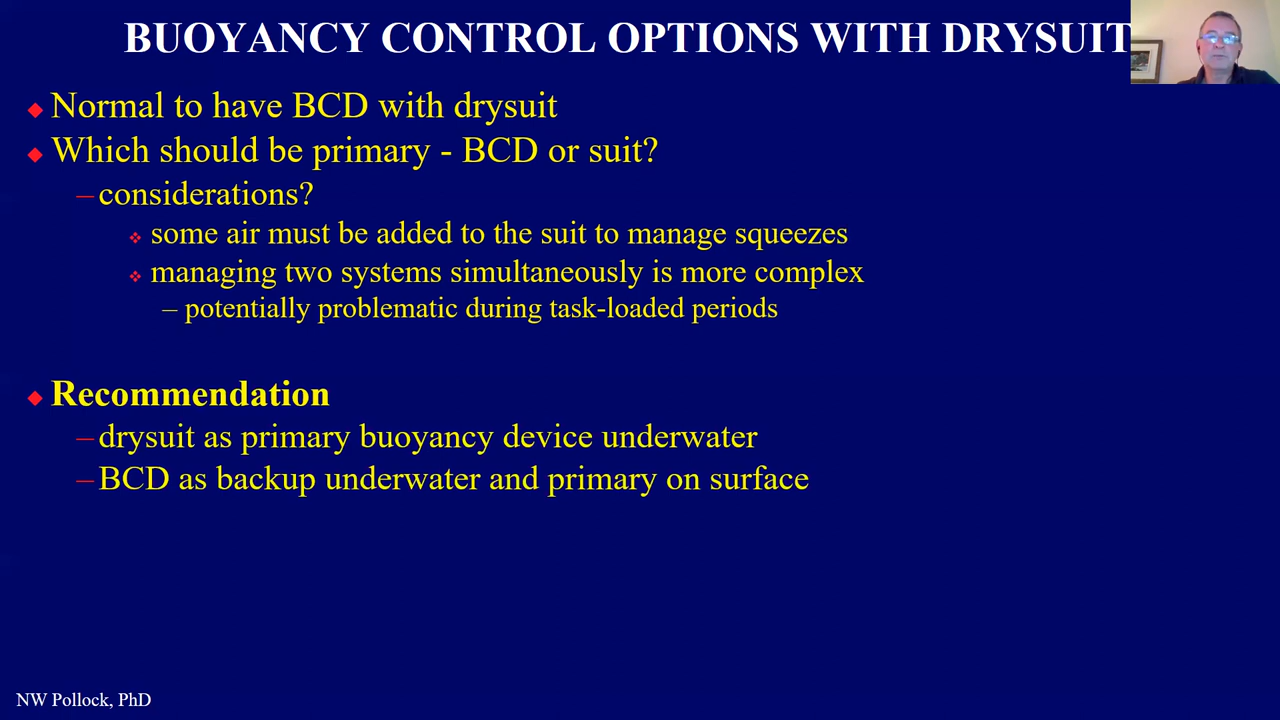 BUOYANCY CONTROL OPTIONS WITH DRYSUIT
Normal to have BCD with drysuit
Which should be primary - BCD or suit?
– considerations?
some air must be added to the suit to manage squeezes
managing two systems simultaneously is more complex
– potentially problematic during task-loaded periods
Recommendation
– drysuit as primary buoyancy device underwater
– BCD as backup underwater and primary on surface
NW Pollock, PhD